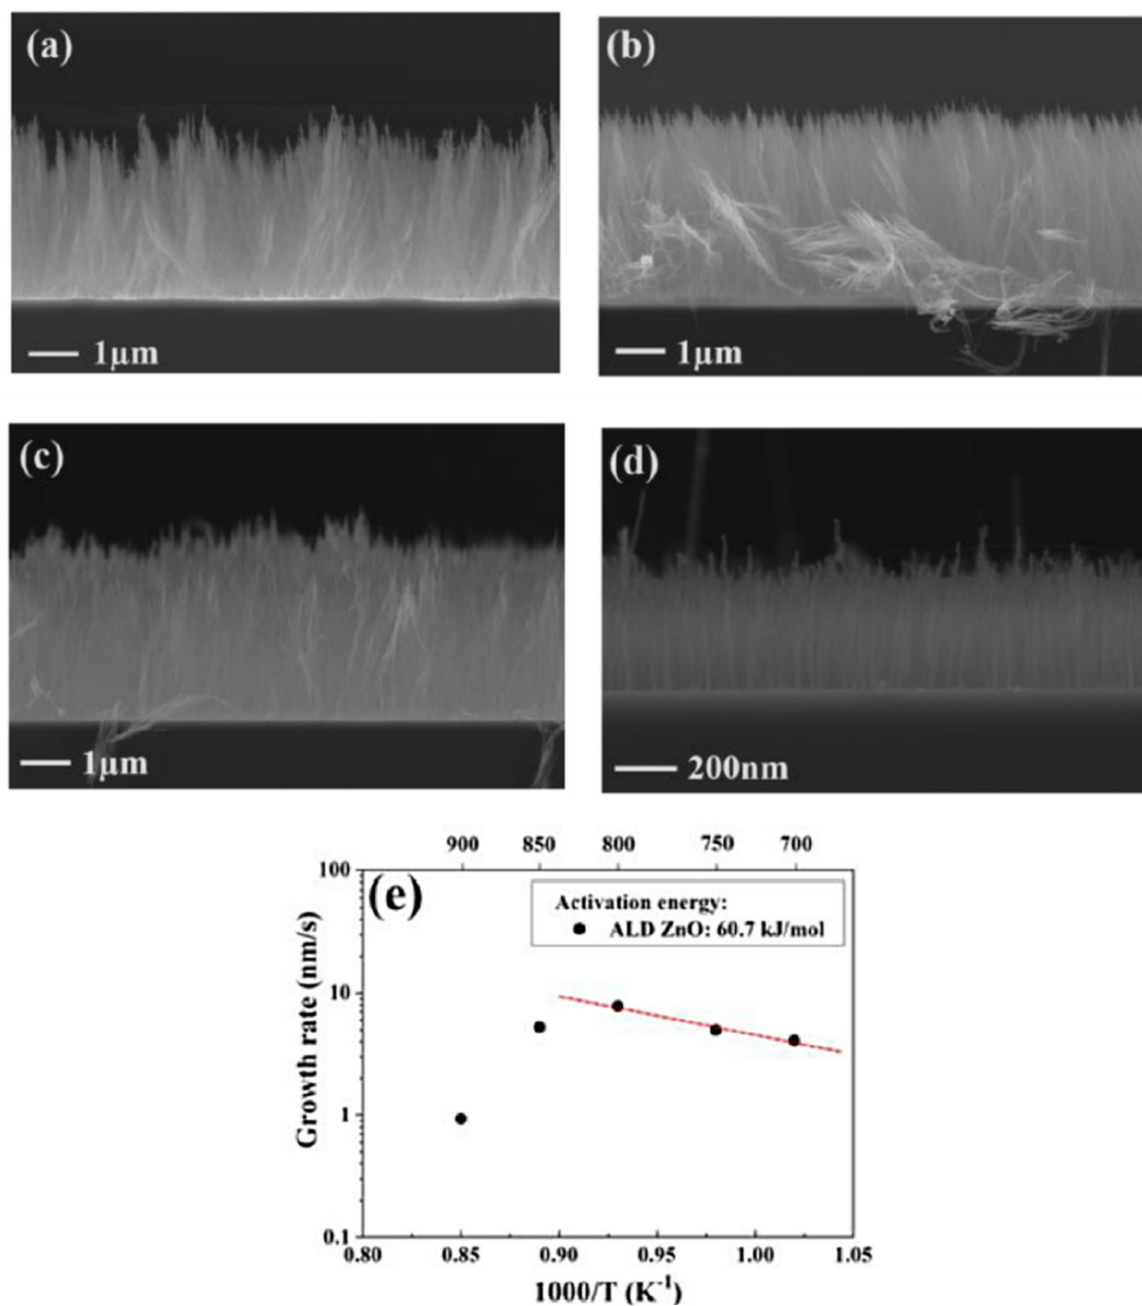 (a)
1μm
(b)
1μm
(c)
1μm
(d)
200nm
900 850 800 750 700
(e)
Activation energy:
ALD ZnO: 60.7 kJ/mol
Growth rate (nm/s)
100
10
1
0.1
0.80 0.85 0.90 0.95 1.00 1.05
1000/T (K⁻¹)